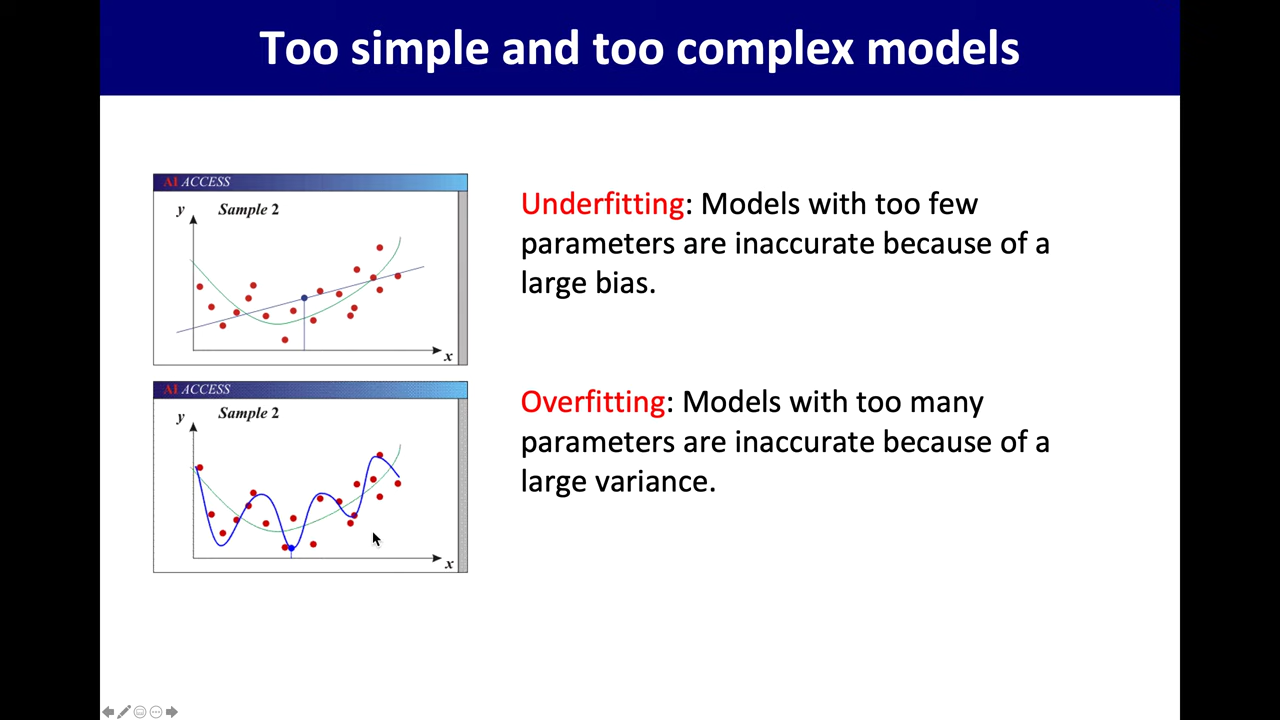 Too simple and too complex models
AI ACCESS
y
Sample 2
x
Underfitting: Models with too few
parameters are inaccurate because of a
large bias.
AI ACCESS
y
Sample 2
x
Overfitting: Models with too many
parameters are inaccurate because of a
large variance.